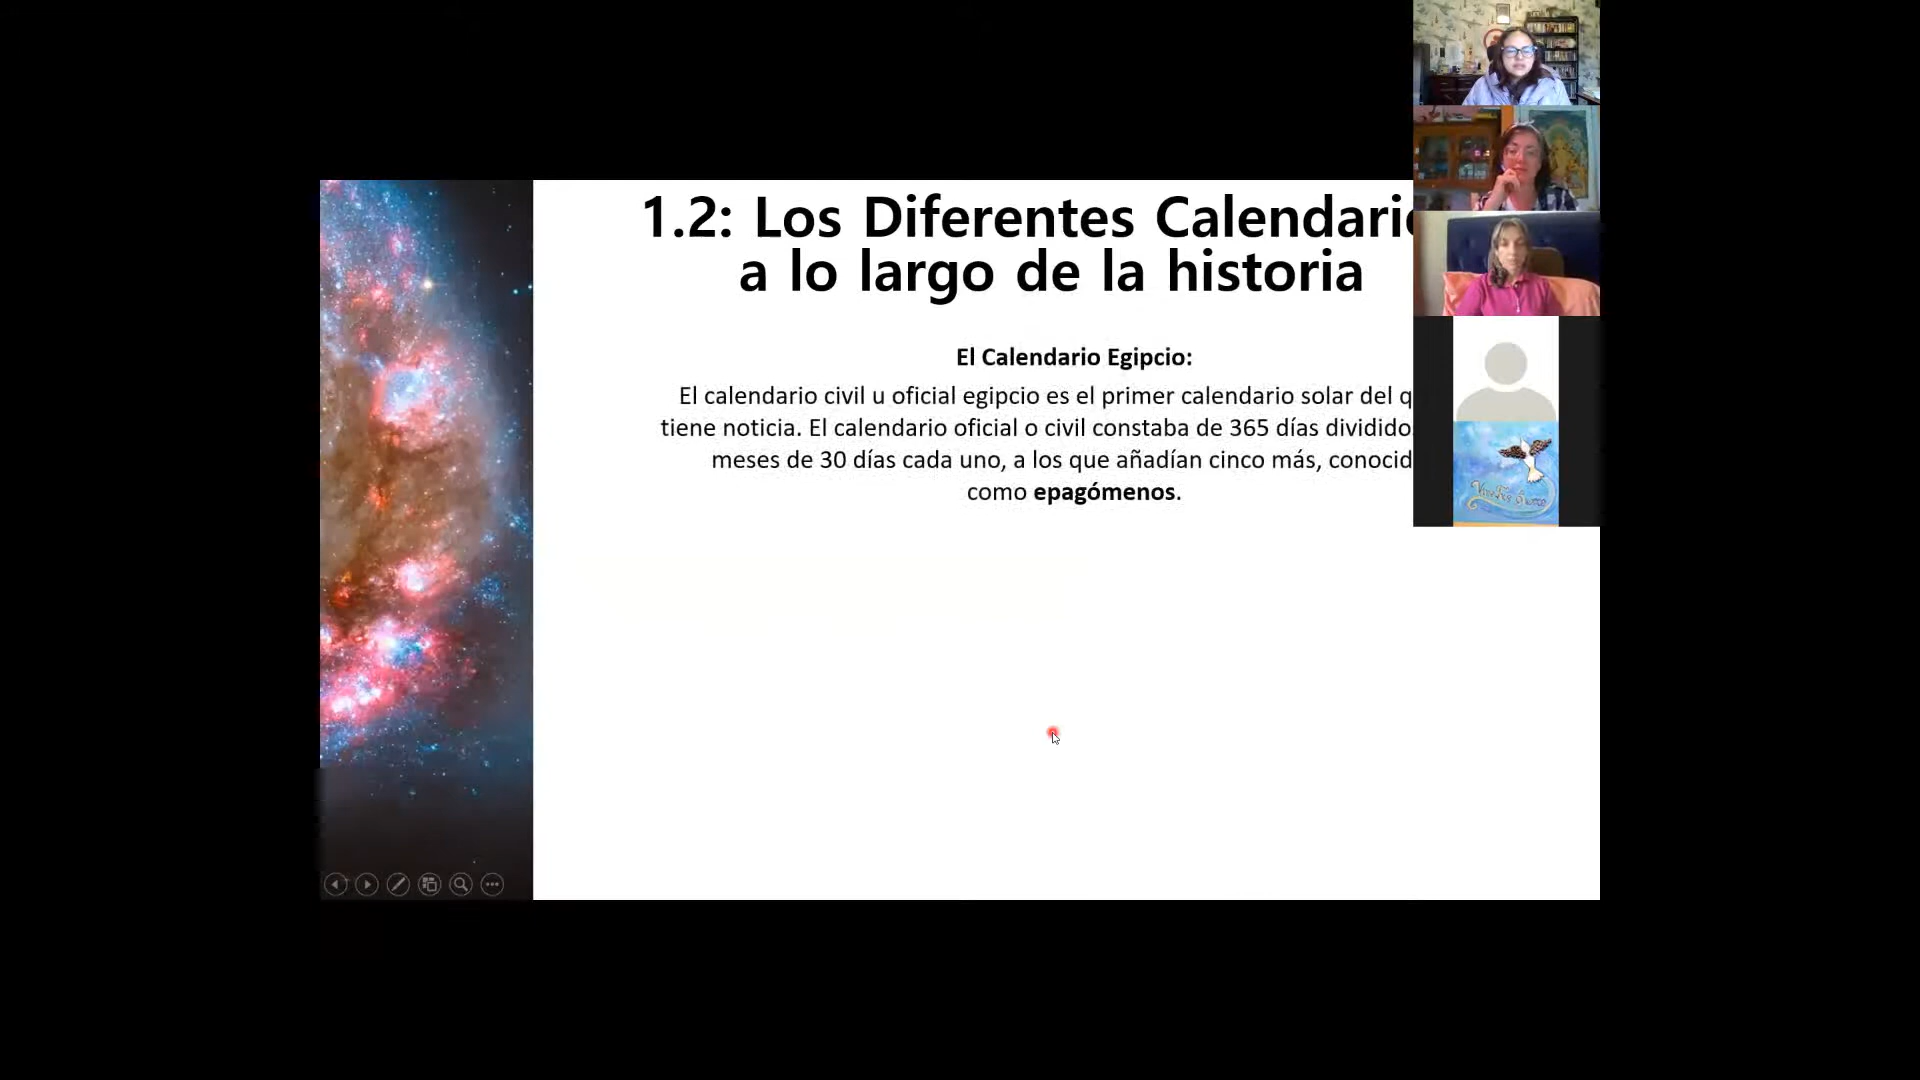 1.2: Los Diferentes Calendari
a lo largo de la historia
El Calendario Egipcio:
El calendario civil u oficial egipcio es el primer calendario solar del q
tiene noticia. El calendario oficial o civil constaba de 365 días dividido
meses de 30 días cada uno, a los que añadían cinco más, conocid
como epagómenos.